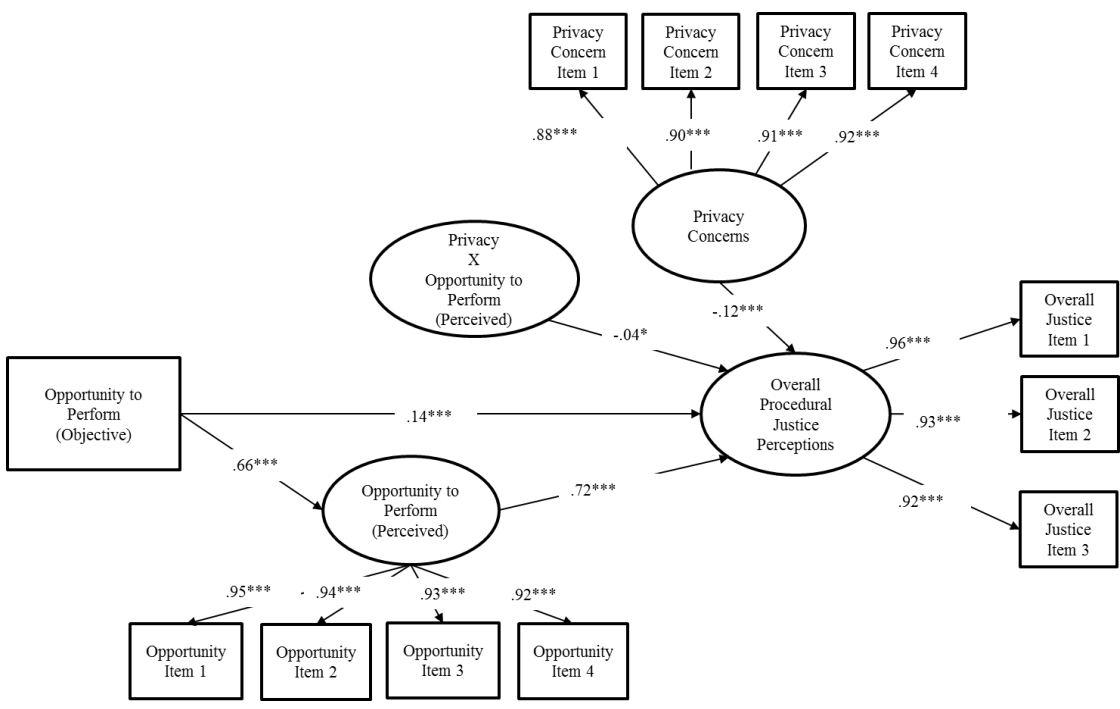 Privacy
Concern
Item 1
Privacy
Concern
Item 2
Privacy
Concern
Item 3
Privacy
Concern
Item 4
.88***
.90***
.91***
.92***
Privacy
Concerns
Privacy
X
Opportunity to
Perform
(Perceived)
-.12***
-.04*
Overall
Justice
Item 1
.96***
Opportunity to
Perform
(Objective)
.14***
Overall
Procedural
Justice
Perceptions
.93***
Overall
Justice
Item 2
.66***
Opportunity to
Perform
(Perceived)
.72***
.92***
Overall
Justice
Item 3
.95***
.94***
.93***
.92***
Opportunity
Item 1
Opportunity
Item 2
Opportunity
Item 3
Opportunity
Item 4